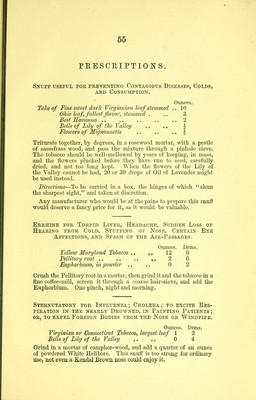 55
PRESCRIPTIONS.
SNUFF USEFUL FOR PREVENTING CONTAGIOUS DISEASES, COLDS,
AND CONSUMPTION.
Ounces.
Take of Fine sweet dark Virginian leaf stemmed .. 10
Ohio leaf, fullest flavor, stemmed . .. 3
Best Havanna .. .. .. .. .. 2
Bells of Lily of the Valley .. .. ..
Flowers of Mignonnette .. .. ..
Triturate together, by degrees, in a rosewood mortar, with a pestle
of sassafrass wood, and pass the mixture through a pinhole sieve.
The tobacco should be well-mellowed by years of keeping, in mass,
and the flowers plucked before they have run to seed, carefully
dried, and not too long kept. When the flowers of the Lily of
the Valley cannot be had, 20 or 30 drops of Oil of Lavender might
be used instead.
Directions—To be carried in a box, the hinges of which "shun
the sharpest sight," and taken at discretion.
Any manufacturer who would be at the pains to prepare this snuff
would deserve a fancy price for it, as it would be valuable.
ERRHINE FOR TORPID LIVER, HEADACHE, SUDDEN LOSS OF
HEARING FROM COLD, STUFFING OF NOSE, CERTAIN EYE
AFFECTIONS, AND SPASM OF THE AIR-PASSAGES.
Ounces. Drms.
Yellow Maryland Tobacco .. .. 12 0
Pellitory root .. .. .. .. 2 6
Euphorbium, in powder .. .. 0 2
Crush the Pellitory root in a mortar, then grind it and the tobacco in a
fine coffee-mill, screen it through a coarse hair-sieve, and add the
Euphorbium. One pinch, night and morning.
STERNUTATORY FOR INFLUENZA; CHOLERA; TO EXCITE RES-
PIRATION IN THE NEARLY DROWNED, IN FAINTING PATIENTS;
OR, TO EXPEL FOREIGN BODIES FROM THE NOSE OR WINDPIPE.
Ounces. Drms.
Virginian or Connecticut Tobacco, largest leaf 1 2
Bells of Lily of the Valley .. .. 0 4
Grind in a mortar of camphor-wood, and add a quarter of an ounce
of powdered White Helibore. This snuff is too strong for ordinary
use, not even a Kendal Brown nose could enjoy it.